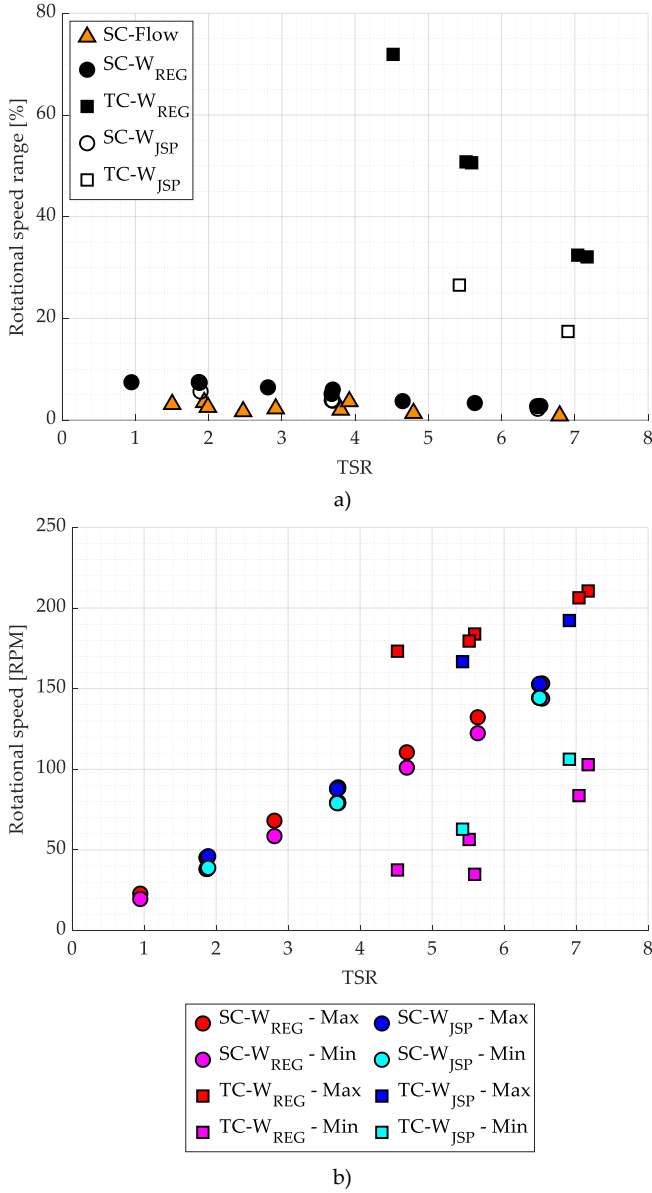 80
60
40
20
0
Rotational speed range [%]
SC-Flow
SC-W_REG
TC-W_REG
SC-W_JSP
TC-W_JSP
0 1 2 3 4 5 6 7 8
TSR
a)
250
200
150
100
50
0
Rotational speed [RPM]
0 1 2 3 4 5 6 7 8
TSR
SC-W_REG - Max SC-W_JSP - Max
SC-W_REG - Min SC-W_JSP - Min
TC-W_REG - Max TC-W_JSP - Max
TC-W_REG - Min TC-W_JSP - Min
b)